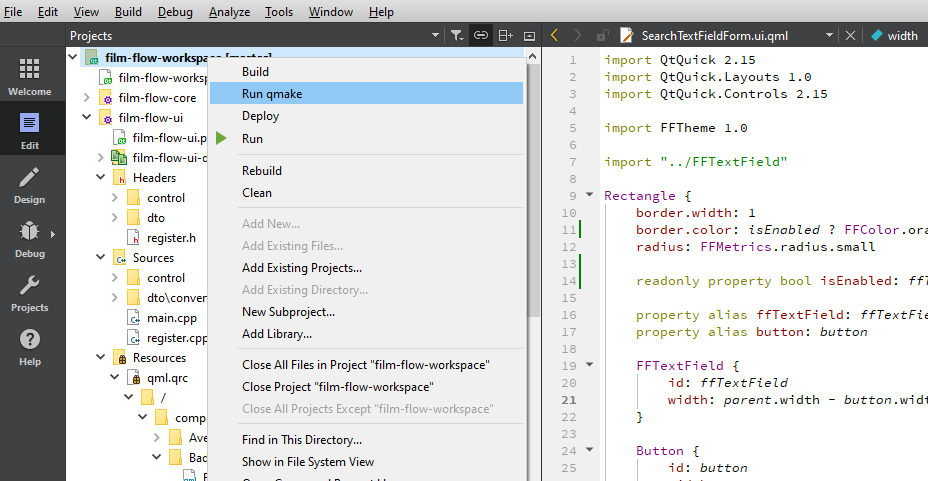 File Edit View Build Debug Analyze Tools Window Help
Projects
SearchTextFieldForm.ui.qml
width
Welcome
Edit
Design
Debug
Projects
Help
film-flow-workspace [master]
film-flow-worksp
film-flow-core
film-flow-ui
film-flow-ui.p
film-flow-ui-d
Headers
control
dto
register.h
Sources
control
dto\conver
main.cpp
register.cpp
Resources
qml.qrc
/
comp
Ave
Bac
Build
Run qmake
Deploy
Run
Rebuild
Clean
Add New...
Add Existing Files...
Add Existing Projects...
Add Existing Directory...
New Subproject...
Add Library...
Close All Files in Project "film-flow-workspace"
Close Project "film-flow-workspace"
Close All Projects Except "film-flow-workspace"
Find in This Directory...
Show in File System View
1 import QtQuick 2.15
2 import QtQuick.Layouts 1.0
3 import QtQuick.Controls 2.15
4
5 import FFTheme 1.0
6
7 import "../FFTextField"
8
9 Rectangle {
10 border.width: 1
11 border.color: isEnabled ? FFColor.ora
12 radius: FFMetrics.radius.small
13
14 readonly property bool isEnabled: ffT
15
16 property alias ffTextField: ffTextFie
17 property alias button: button
18
19 FFTextField {
20 id: ffTextField
21 width: parent.width - button.widt
22 }
23
24 Button {
25 id: button